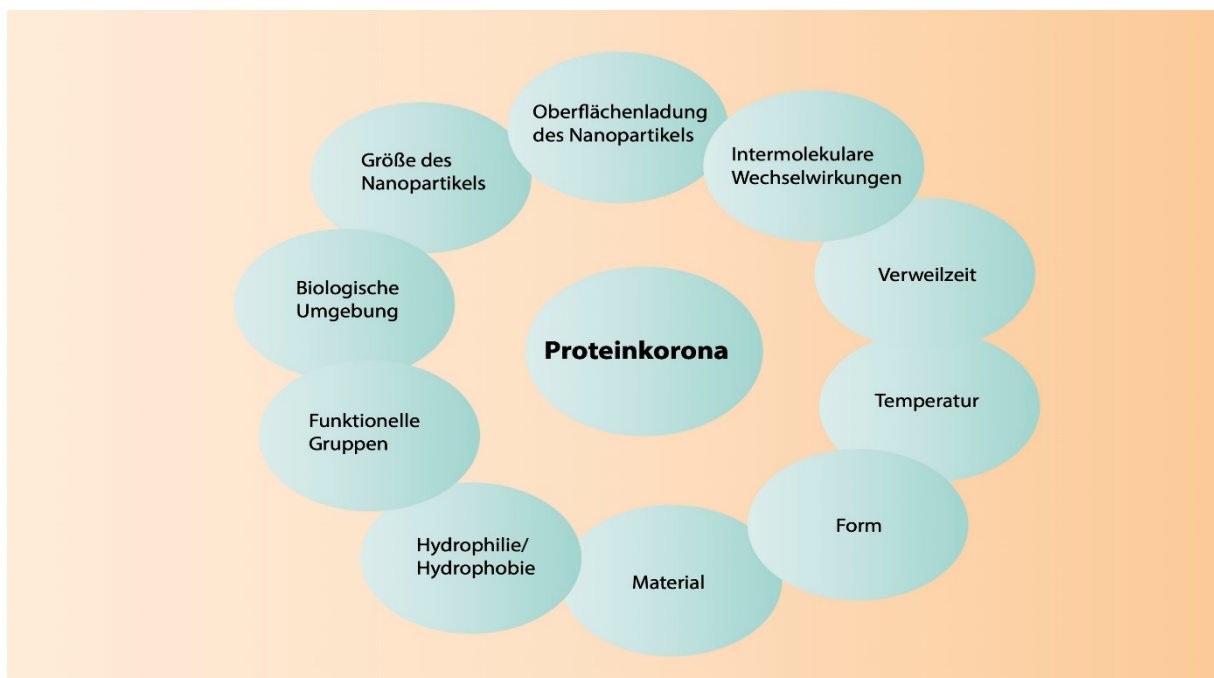 Oberflächenladung
des Nanopartikels
Intermolekulare
Wechselwirkungen
Größe des
Nanopartikels
Verweilzeit
Biologische
Umgebung
Proteinkorona
Temperatur
Funktionelle
Gruppen
Form
Hydrophilie/
Hydrophobie
Material